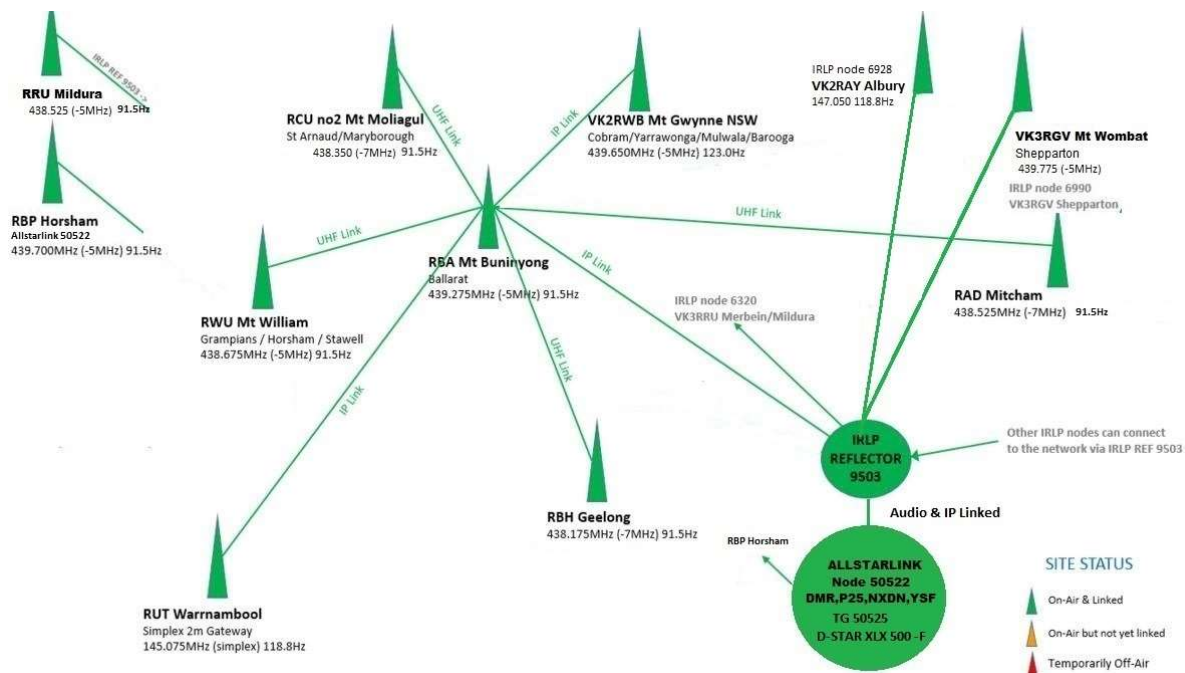 IRLP REF 9503 ->
RRU Mildura
438.525 (-5MHz) 91.5Hz
RBP Horsham
Allstarlink 50522
439.700MHz (-5MHz) 91.5Hz
RCU no2 Mt Moliagul
St Arnaud/Maryborough
438.350 (-7MHz) 91.5Hz
UHF Link
IP Link
VK2RWB Mt Gwynne NSW
Cobram/Yarrawonga/Mulwala/Barooga
439.650MHz (-5MHz) 123.0Hz
IRLP node 6928
VK2RAY Albury
147.050 118.8Hz
VK3RGV Mt Wombat
Shepparton
439.775 (-5MHz)
IRLP node 6990
VK3RGV Shepparton
UHF Link
UHF Link
RBA Mt Buninyong
Ballarat
439.275MHz (-5MHz) 91.5Hz
IP Link
RAD Mitcham
438.525MHz (-7MHz) 91.5Hz
RWU Mt William
Grampians / Horsham / Stawell
438.675MHz (-5MHz) 91.5Hz
IRLP node 6320
VK3RRU Merbein/Mildura
UHF Link
IP Link
IRLP
REFLECTOR
9503
Other IRLP nodes can connect
to the network via IRLP REF 9503
RBH Geelong
438.175MHz (-7MHz) 91.5Hz
Audio & IP Linked
RBP Horsham
ALLSTARLINK
Node 50522
DMR,P25,NXDN,YSF
TG 50525
D-STAR XLX 500 -F
RUT Warrnambool
Simplex 2m Gateway
145.075MHz (simplex) 118.8Hz
SITE STATUS
On-Air & Linked
On-Air but not yet linked
Temporarily Off-Air